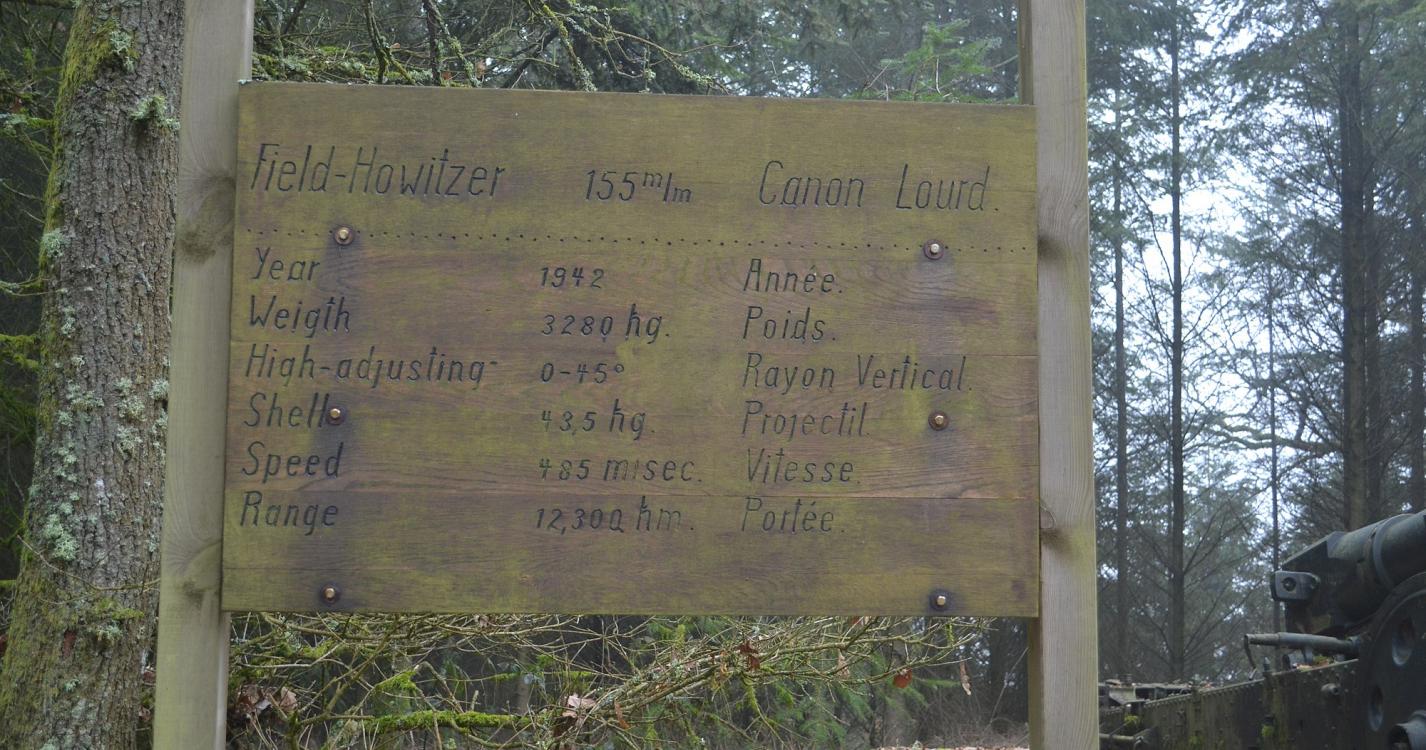 Field-Howitzer 155 m/m Canon Lourd.
Year 1942 Année.
Weigth 3280 kg. Poids.
High-adjusting- 0-45° Rayon Vertical.
Shell 43,5 kg. Projectil.
Speed 485 m/sec. Vitesse.
Range 12,300 km. Portée.